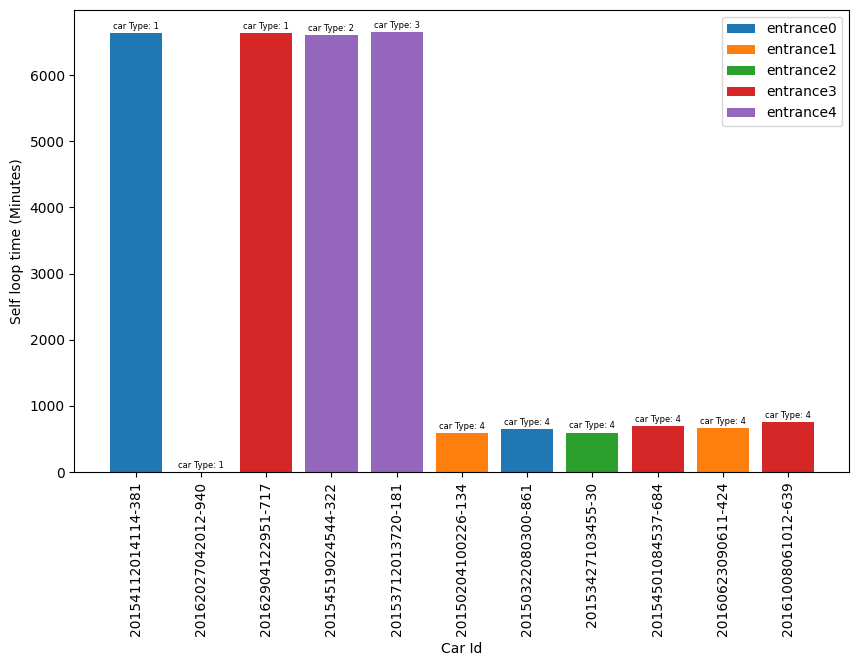 car Type: 1
car Type: 1
car Type: 1
car Type: 2
car Type: 3
car Type: 4
car Type: 4
car Type: 4
car Type: 4
car Type: 4
car Type: 4
entrance0
entrance1
entrance2
entrance3
entrance4
Self loop time (Minutes)
6000
5000
4000
3000
2000
1000
0
20154112014114-381
20162027042012-940
20162904122951-717
20154519024544-322
20153712013720-181
20150204100226-134
20150322080300-861
20153427103455-30
20154501084537-684
20160623090611-424
20161008061012-639
Car Id